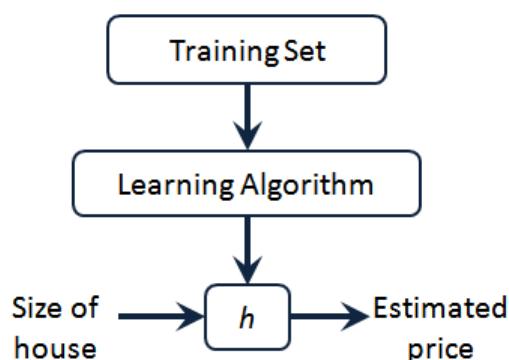 Training Set
Learning Algorithm
Size of
house
h
Estimated
price